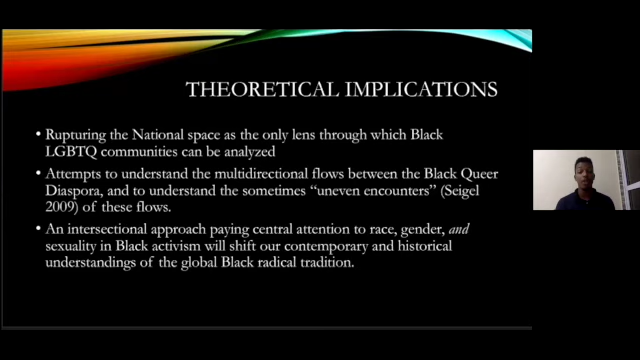 THEORETICAL IMPLICATIONS
• Rupturing the National space as the only lens through which Black
LGBTQ communities can be analyzed
• Attempts to understand the multidirectional flows between the Black Queer
Diaspora, and to understand the sometimes “uneven encounters” (Seigel
2009) of these flows.
• An intersectional approach paying central attention to race, gender, and
sexuality in Black activism will shift our contemporary and historical
understandings of the global Black radical tradition.